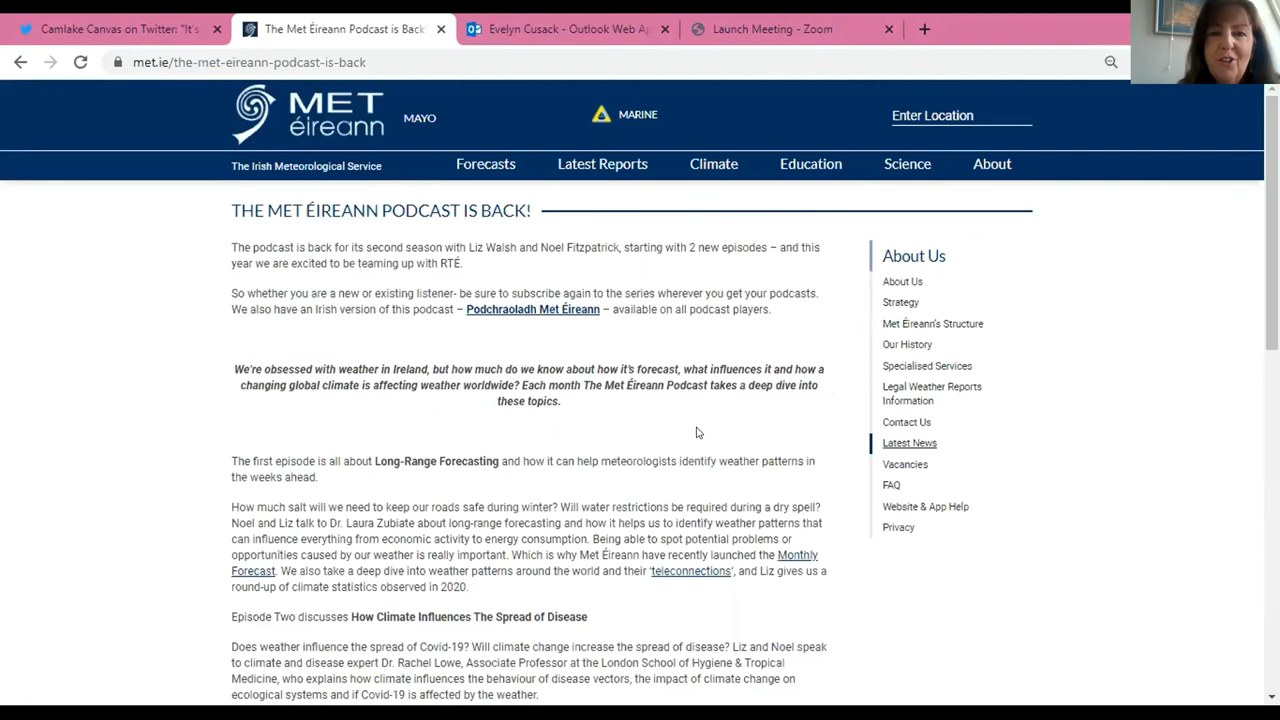 Camlake Canvas on Twitter: "It's
The Met Éireann Podcast is Back'
Evelyn Cusack - Outlook Web Ap
Launch Meeting - Zoom
met.ie/the-met-eireann-podcast-is-back
MET
éireann
MAYO
MARINE
Enter Location
The Irish Meteorological Service
Forecasts
Latest Reports
Climate
Education
Science
About
THE MET ÉIREANN PODCAST IS BACK!
The podcast is back for its second season with Liz Walsh and Noel Fitzpatrick, starting with 2 new episodes – and this
year we are excited to be teaming up with RTÉ.
So whether you are a new or existing listener- be sure to subscribe again to the series wherever you get your podcasts.
We also have an Irish version of this podcast – Podchraoladh Met Éireann – available on all podcast players.
We're obsessed with weather in Ireland, but how much do we know about how it's forecast, what influences it and how a
changing global climate is affecting weather worldwide? Each month The Met Éireann Podcast takes a deep dive into
these topics.
The first episode is all about Long-Range Forecasting and how it can help meteorologists identify weather patterns in
the weeks ahead.
How much salt will we need to keep our roads safe during winter? Will water restrictions be required during a dry spell?
Noel and Liz talk to Dr. Laura Zubiate about long-range forecasting and how it helps us to identify weather patterns that
can influence everything from economic activity to energy consumption. Being able to spot potential problems or
opportunities caused by our weather is really important. Which is why Met Éireann have recently launched the Monthly
Forecast. We also take a deep dive into weather patterns around the world and their 'teleconnections', and Liz gives us a
round-up of climate statistics observed in 2020.
Episode Two discusses How Climate Influences The Spread of Disease
Does weather influence the spread of Covid-19? Will climate change increase the spread of disease? Liz and Noel speak
to climate and disease expert Dr. Rachel Lowe, Associate Professor at the London School of Hygiene & Tropical
Medicine, who explains how climate influences the behaviour of disease vectors, the impact of climate change on
ecological systems and if Covid-19 is affected by the weather.
About Us
About Us
Strategy
Met Éireann's Structure
Our History
Specialised Services
Legal Weather Reports
Information
Contact Us
Latest News
Vacancies
FAQ
Website & App Help
Privacy